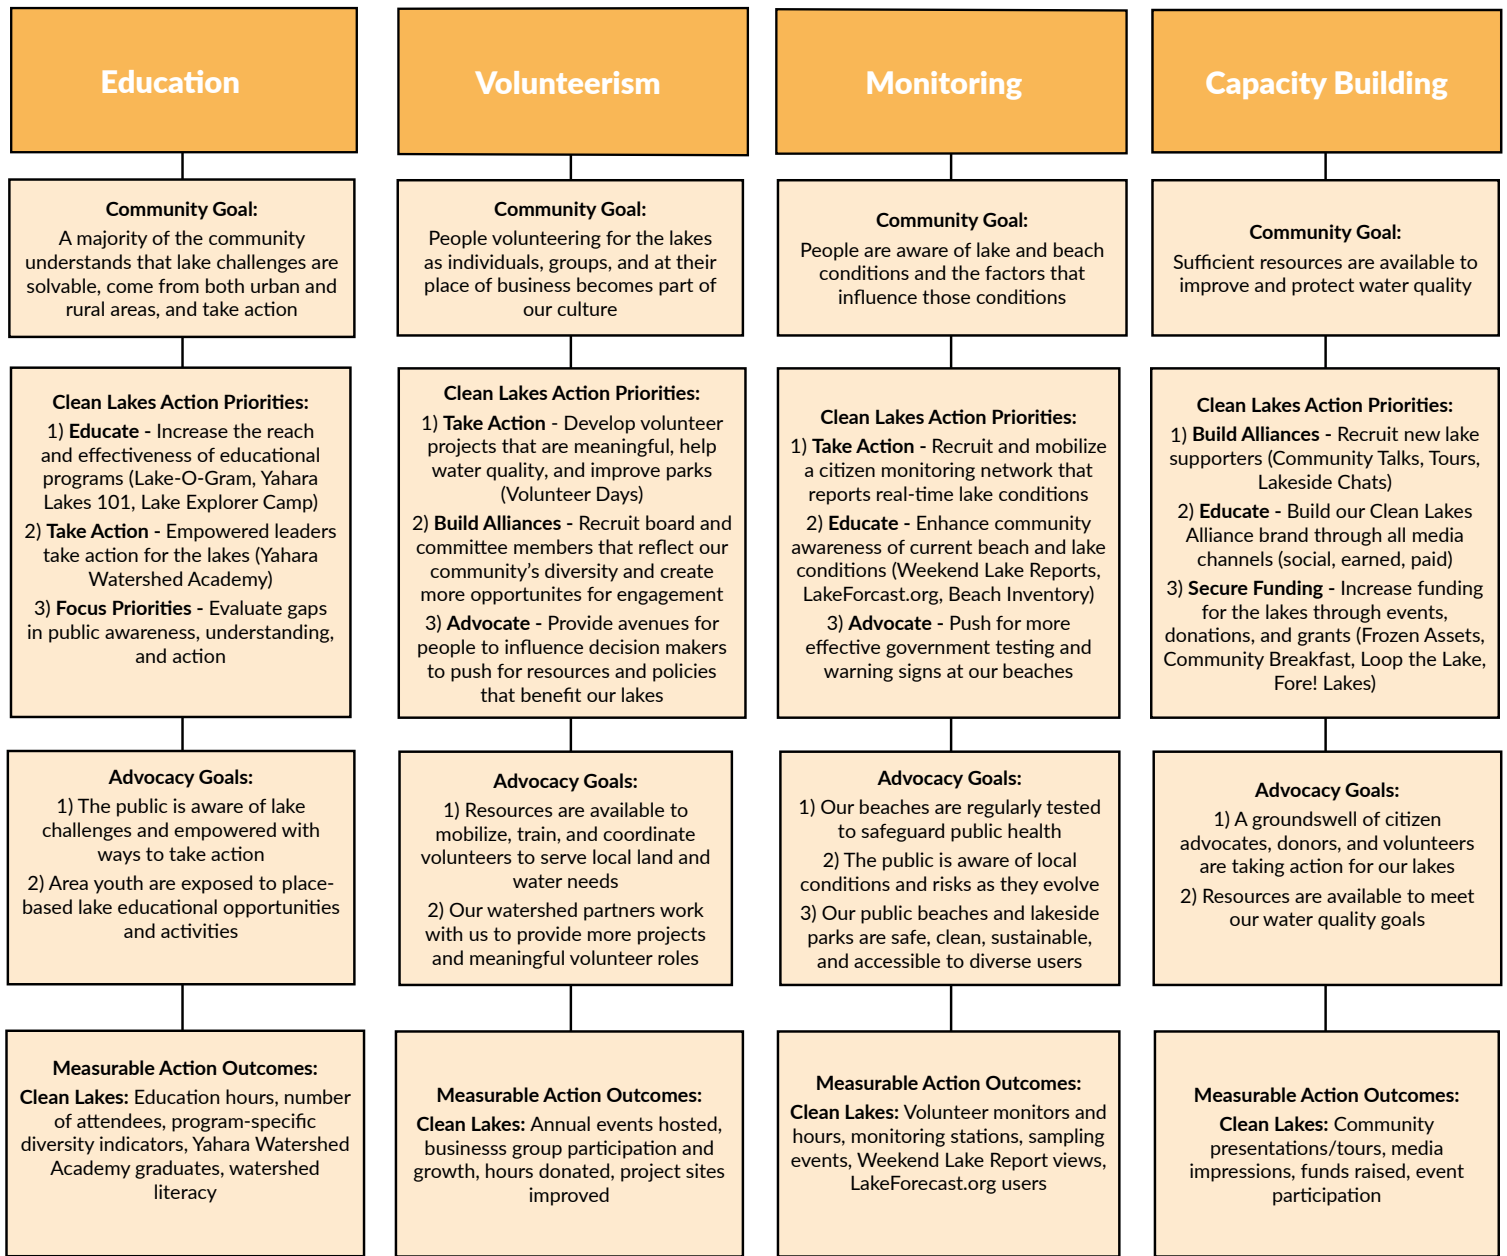 Education
Community Goal:
A majority of the community
understands that lake challenges are
solvable, come from both urban and
rural areas, and take action
Clean Lakes Action Priorities:
1) Educate - Increase the reach
and effectiveness of educational
programs (Lake-O-Gram, Yahara
Lakes 101, Lake Explorer Camp)
2) Take Action - Empowered leaders
take action for the lakes (Yahara
Watershed Academy)
3) Focus Priorities - Evaluate gaps
in public awareness, understanding,
and action
Advocacy Goals:
1) The public is aware of lake
challenges and empowered with
ways to take action
2) Area youth are exposed to place-
based lake educational opportunities
and activities
Measurable Action Outcomes:
Clean Lakes: Education hours, number
of attendees, program-specific
diversity indicators, Yahara Watershed
Academy graduates, watershed
literacy
Volunteerism
Community Goal:
People volunteering for the lakes
as individuals, groups, and at their
place of business becomes part of
our culture
Clean Lakes Action Priorities:
1) Take Action - Develop volunteer
projects that are meaningful, help
water quality, and improve parks
(Volunteer Days)
2) Build Alliances - Recruit board and
committee members that reflect our
community's diversity and create
more opportunites for engagement
3) Advocate - Provide avenues for
people to influence decision makers
to push for resources and policies
that benefit our lakes
Advocacy Goals:
1) Resources are available to
mobilize, train, and coordinate
volunteers to serve local land and
water needs
2) Our watershed partners work
with us to provide more projects
and meaningful volunteer roles
Measurable Action Outcomes:
Clean Lakes: Annual events hosted,
businesss group participation and
growth, hours donated, project sites
improved
Monitoring
Community Goal:
People are aware of lake and beach
conditions and the factors that
influence those conditions
Clean Lakes Action Priorities:
1) Take Action - Recruit and mobilize
a citizen monitoring network that
reports real-time lake conditions
2) Educate - Enhance community
awareness of current beach and lake
conditions (Weekend Lake Reports,
LakeForcast.org, Beach Inventory)
3) Advocate - Push for more
effective government testing and
warning signs at our beaches
Advocacy Goals:
1) Our beaches are regularly tested
to safeguard public health
2) The public is aware of local
conditions and risks as they evolve
3) Our public beaches and lakeside
parks are safe, clean, sustainable,
and accessible to diverse users
Measurable Action Outcomes:
Clean Lakes: Volunteer monitors and
hours, monitoring stations, sampling
events, Weekend Lake Report views,
LakeForecast.org users
Capacity Building
Community Goal:
Sufficient resources are available to
improve and protect water quality
Clean Lakes Action Priorities:
1) Build Alliances - Recruit new lake
supporters (Community Talks, Tours,
Lakeside Chats)
2) Educate - Build our Clean Lakes
Alliance brand through all media
channels (social, earned, paid)
3) Secure Funding - Increase funding
for the lakes through events,
donations, and grants (Frozen Assets,
Community Breakfast, Loop the Lake,
Fore! Lakes)
Advocacy Goals:
1) A groundswell of citizen
advocates, donors, and volunteers
are taking action for our lakes
2) Resources are available to meet
our water quality goals
Measurable Action Outcomes:
Clean Lakes: Community
presentations/tours, media
impressions, funds raised, event
participation